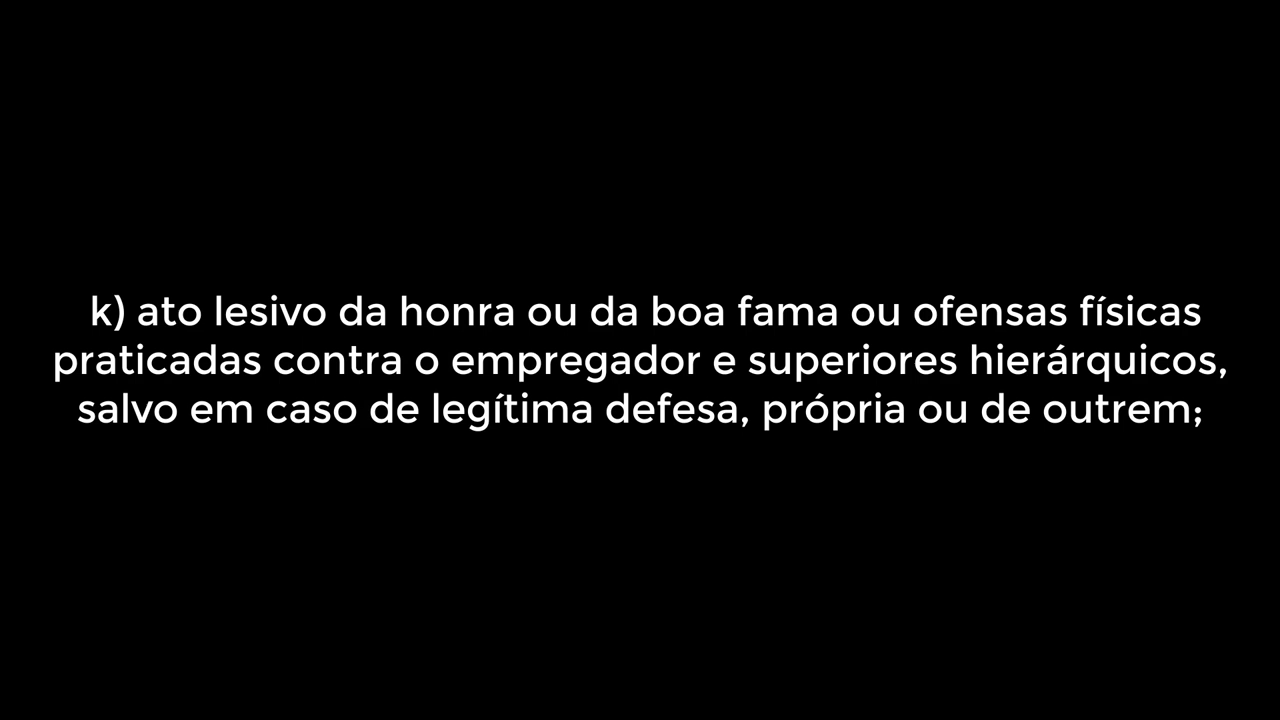 k) ato lesivo da honra ou da boa fama ou ofensas físicas
praticadas contra o empregador e superiores hierárquicos,
salvo em caso de legítima defesa, própria ou de outrem;